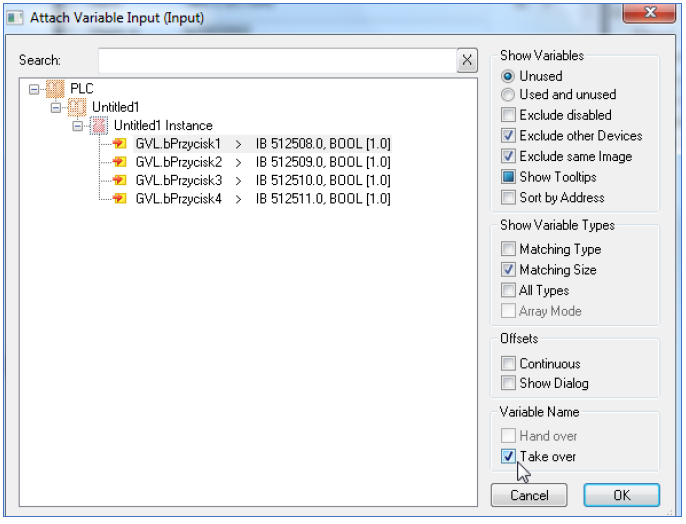 Attach Variable Input (Input)
Search:
PLC
Untitled1
Untitled1 Instance
GVL.bPrzycisk1 > IB 512508.0, BOOL [1.0]
GVL.bPrzycisk2 > IB 512509.0, BOOL [1.0]
GVL.bPrzycisk3 > IB 512510.0, BOOL [1.0]
GVL.bPrzycisk4 > IB 512511.0, BOOL [1.0]
Show Variables
Unused
Used and unused
Exclude disabled
Exclude other Devices
Exclude same Image
Show Tooltips
Sort by Address
Show Variable Types
Matching Type
Matching Size
All Types
Array Mode
Offsets
Continuous
Show Dialog
Variable Name
Hand over
Take over
Cancel OK